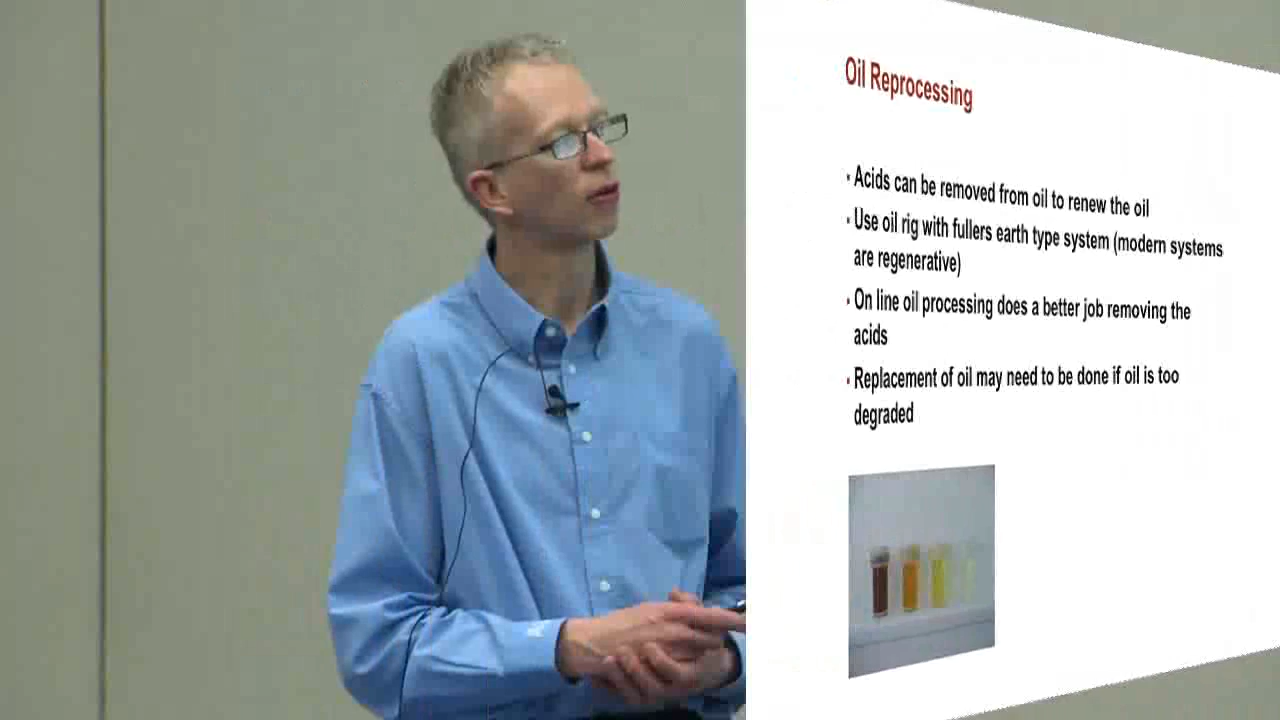 Oil Reprocessing
• Acids can be removed from oil to renew the oil
• Use oil rig with fullers earth type system (modern systems
are regenerative)
• On line oil processing does a better job removing the
acids
• Replacement of oil may need to be done if oil is too
degraded